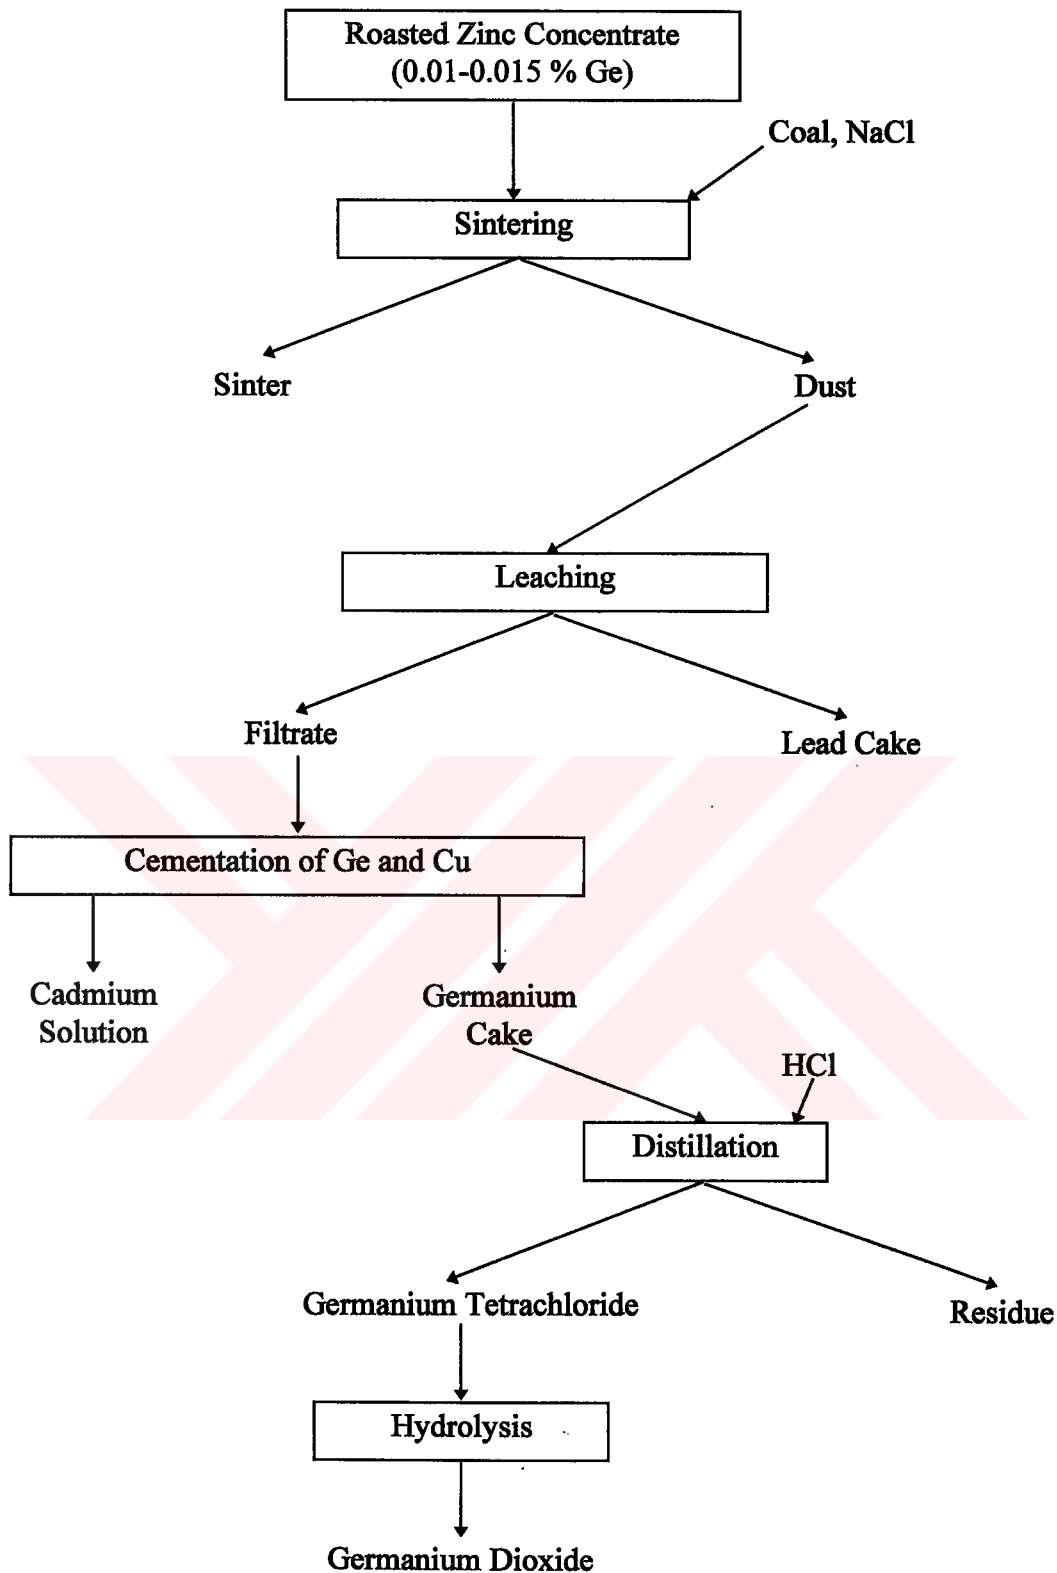 Roasted Zinc Concentrate
(0.01-0.015 % Ge)
Coal, NaCl
Sintering
Sinter
Dust
Leaching
Filtrate
Lead Cake
Cementation of Ge and Cu
Cadmium
Solution
Germanium
Cake
HCl
Distillation
Germanium Tetrachloride
Residue
Hydrolysis
Germanium Dioxide